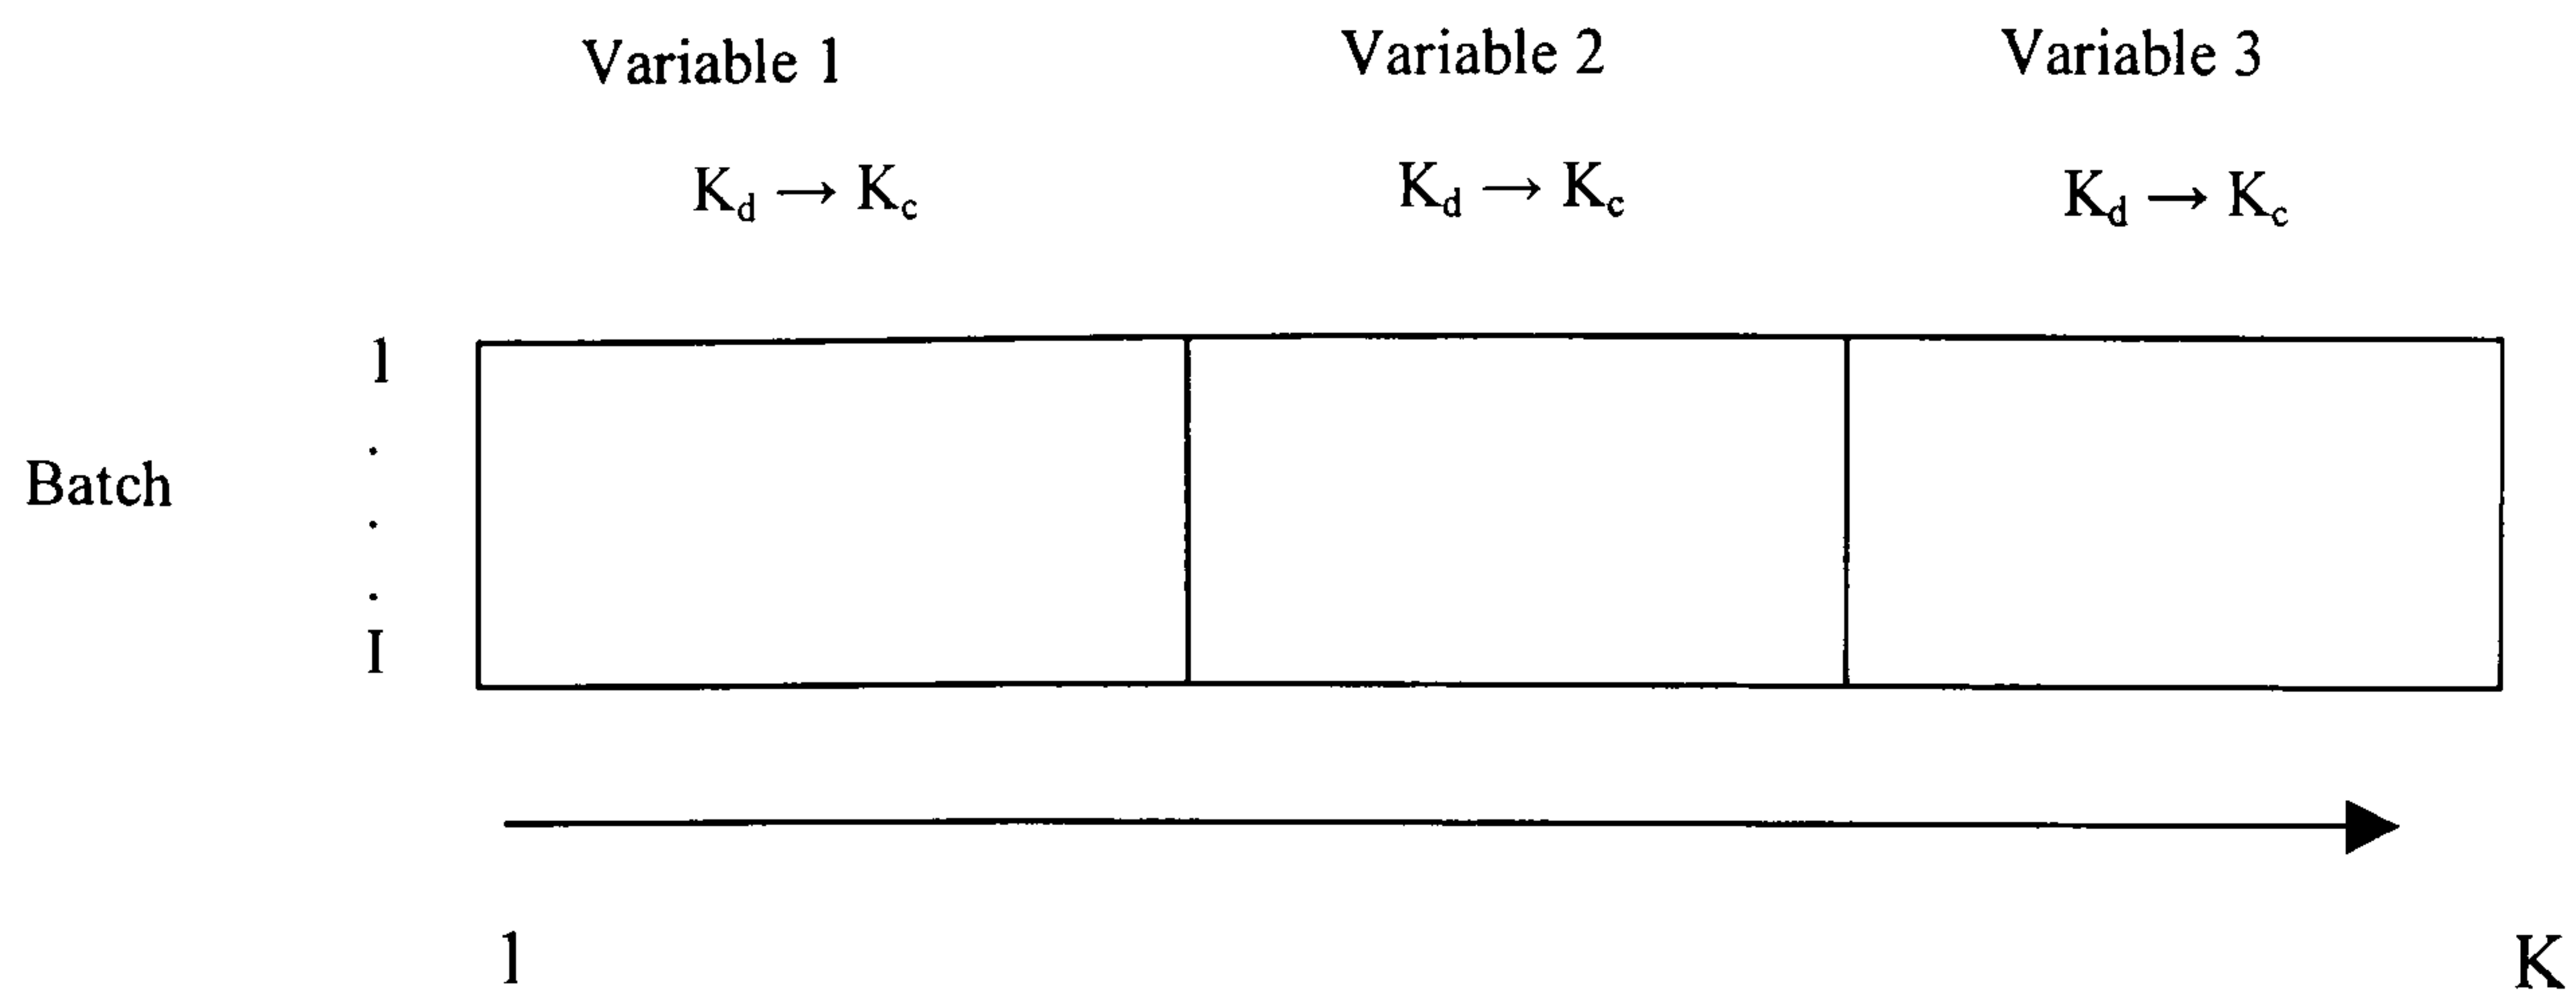 Variable 1 Variable 2 Variable 3
K_d → K_c K_d → K_c K_d → K_c
1
.
Batch
.
.
I
1 K